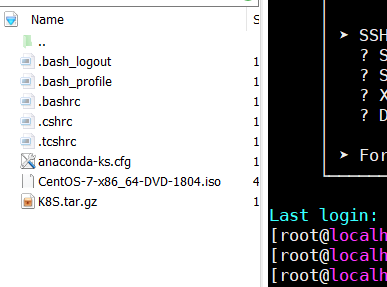 Name
S
..
.bash_logout
1
.bash_profile
1
.bashrc
1
.cshrc
1
.tcshrc
1
anaconda-ks.cfg
1
CentOS-7-x86_64-DVD-1804.iso
4
K8S.tar.gz
1
➤ SSH
? S
? S
? X
? D
➤ For
Last login:
[root@localh
[root@localh
[root@localh